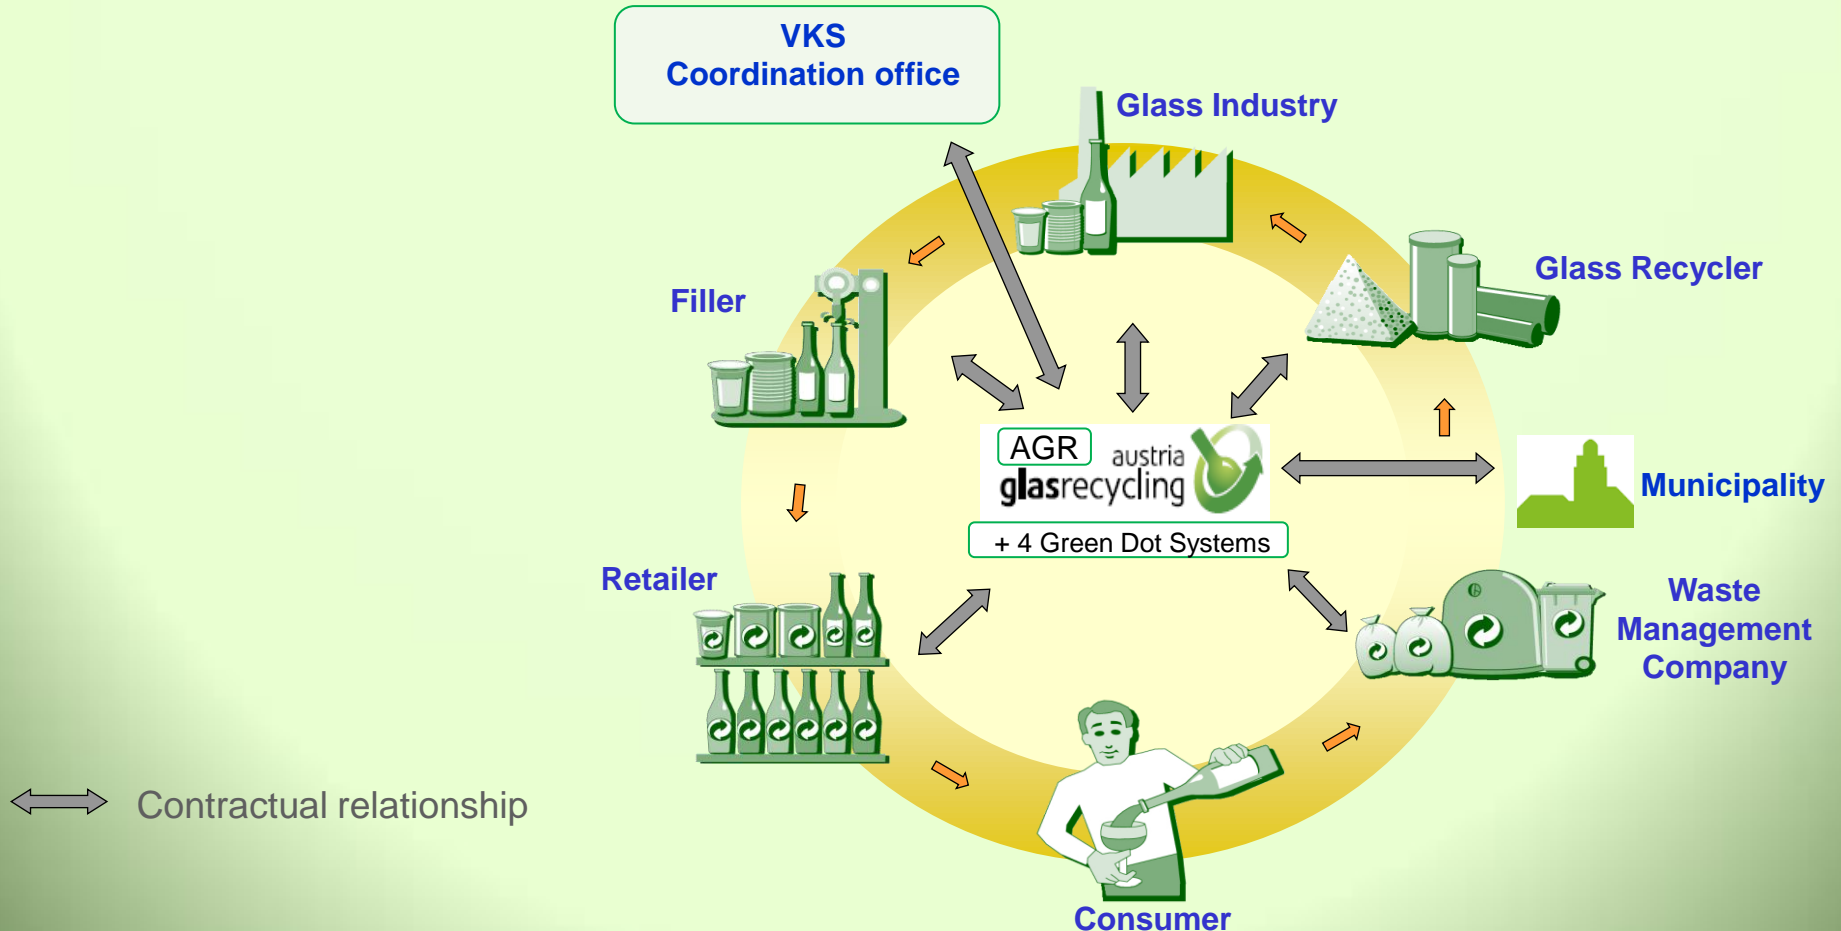 VKS
Coordination office
Glass Industry
Glass Recycler
Filler
AGR
austria
glasrecycling
+ 4 Green Dot Systems
Municipality
Retailer
Waste
Management
Company
Contractual relationship
Consumer